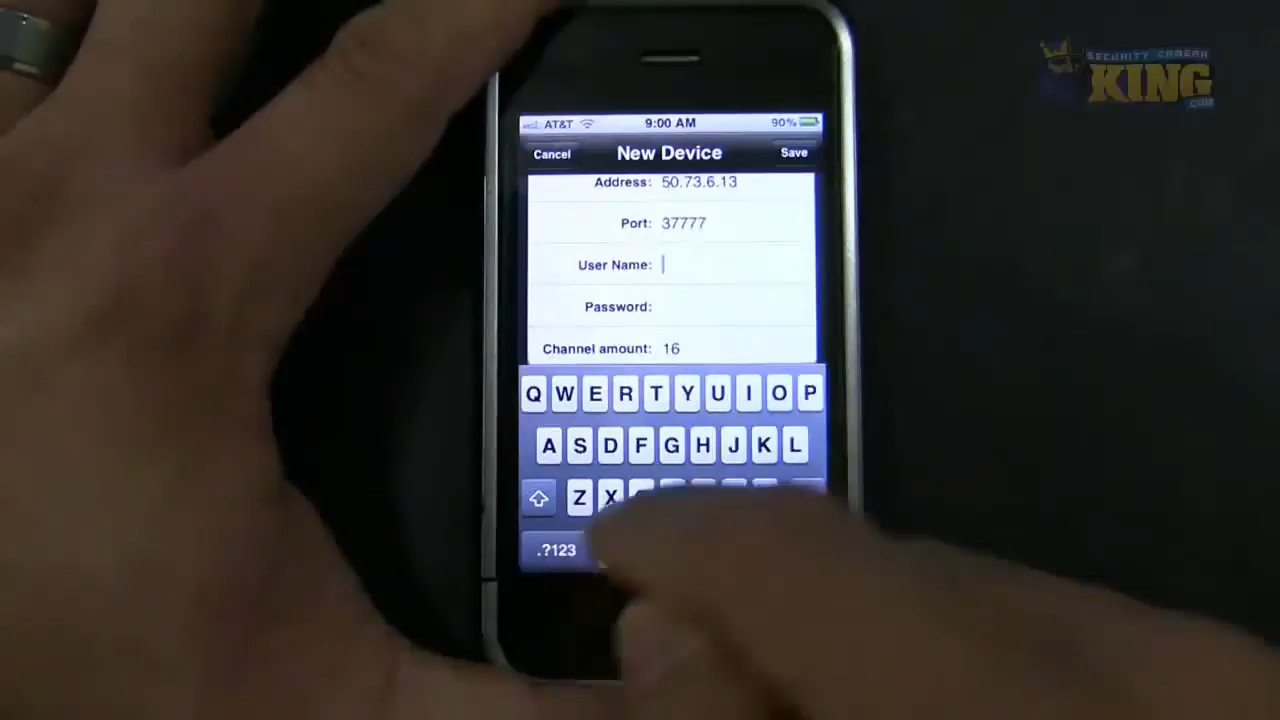 SECURITY CAMERA
KING
.COM
AT&T 9:00 AM 90%
Cancel New Device Save
Address: 50.73.6.13
Port: 37777
User Name:
Password:
Channel amount: 16
Q W E R T Y U I O P
A S D F G H J K L
Z X
.?123